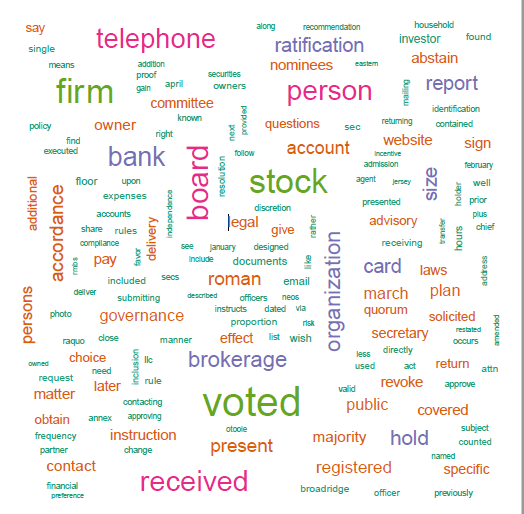 say
telephone
along
recommendation
household
single
ratification
investor
found
means
addition
proof
securities
nominees
eastern
abstain
gain
april
owners
firm
committee
person
mailing
report
known
provided
identification
policy
owner
right
next
questions
sec
returning
contained
find
executed
bank
board
follow
account
incentive
website
sign
additional
accordance
floor
upon
resolution
stock
admission
agent
jersey
size
february
well
expenses
independence
discretion
presented
holder
prior
accounts
delivery
legal
rather
advisory
plus
share
rules
give
transfer
chief
compliance
favor
see
january
designed
organization
receiving
hours
rmbs
pay
include
documents
like
card
laws
address
persons
included
secs
roman
email
march
plan
deliver
submitting
described
officers
neos
quorum
photo
governance
instructs
dated
via
solicited
proportion
risk
secretary
restated
amended
raquo
close
manner
effect
list
wish
occurs
choice
inclusion
llc
brokerage
less
directly
owned
need
used
act
return
attn
request
later
rule
valid
revoke
approve
matter
contacting
voted
public
covered
obtain
annex
approving
frequency
instruction
otoole
majority
hold
subject
partner
change
present
counted
contact
registered
named
specific
financial
received
broadridge
officer
previously
preference